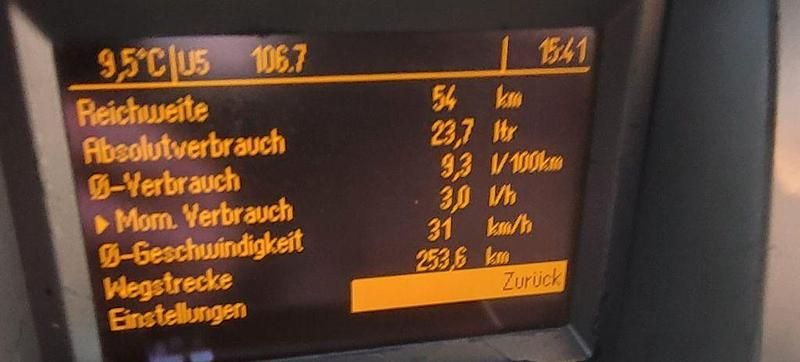 9,5°C|U5 106.7 | 15:41
Reichweite 54 km
Absolutverbrauch 23,7 ltr
Ø-Verbrauch 9,3 l/100km
▶ Mom. Verbrauch 3,0 l/h
Ø-Geschwindigkeit 31 km/h
Wegstrecke 253,6 km
Einstellungen Zurück